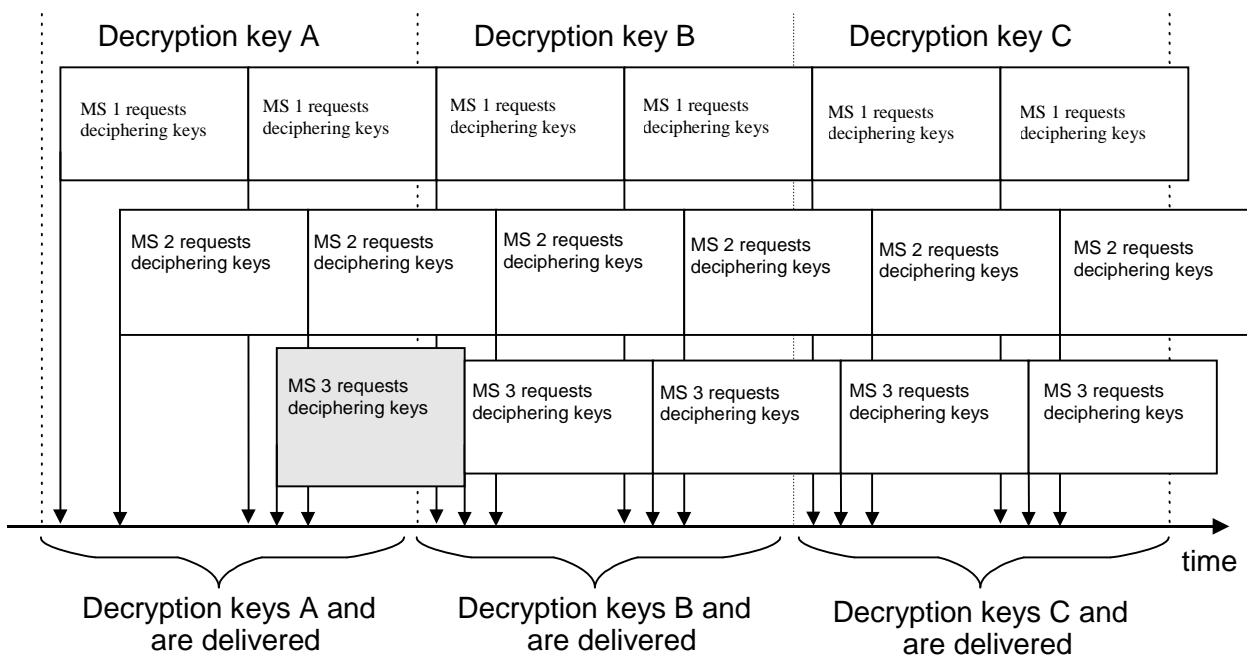 Decryption key A
Decryption key B
Decryption key C
MS 1 requests
deciphering keys
MS 1 requests
deciphering keys
MS 1 requests
deciphering keys
MS 1 requests
deciphering keys
MS 1 requests
deciphering keys
MS 1 requests
deciphering keys
MS 2 requests
deciphering keys
MS 2 requests
deciphering keys
MS 2 requests
deciphering keys
MS 2 requests
deciphering keys
MS 2 requests
deciphering keys
MS 2 requests
deciphering keys
MS 3 requests
deciphering keys
MS 3 requests
deciphering keys
MS 3 requests
deciphering keys
MS 3 requests
deciphering keys
MS 3 requests
deciphering keys
time
Decryption keys A and
are delivered
Decryption keys B and
are delivered
Decryption keys C and
are delivered